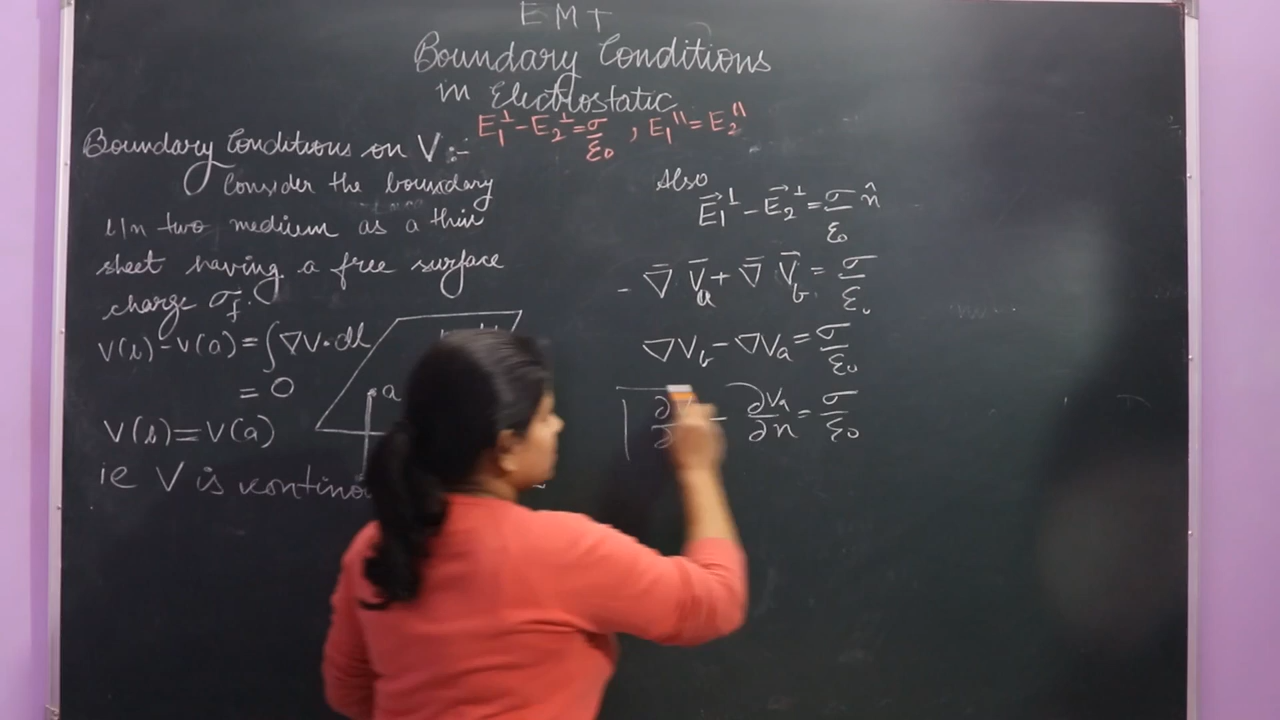 EMT
Boundary Conditions
in Electrostatic
E₁⊥ - E₂⊥ = σ/ε₀ , E₁" = E₂"
Boundary Conditions on V :-
Consider the boundary
b/n two medium as a thin
sheet having a free surface
charge σf.
V(b) - V(a) = ∫∇V·dl
= 0
V(b) = V(a)
ie V is
a
Also
E⃗₁⊥ - E⃗₂⊥ = σ/ε₀ n̂
- ∇̄ V̄a + ∇̄ V̄b = σ/ε₀
∇Vb - ∇Va = σ/ε₀
- ∂Va/∂n = σ/ε₀